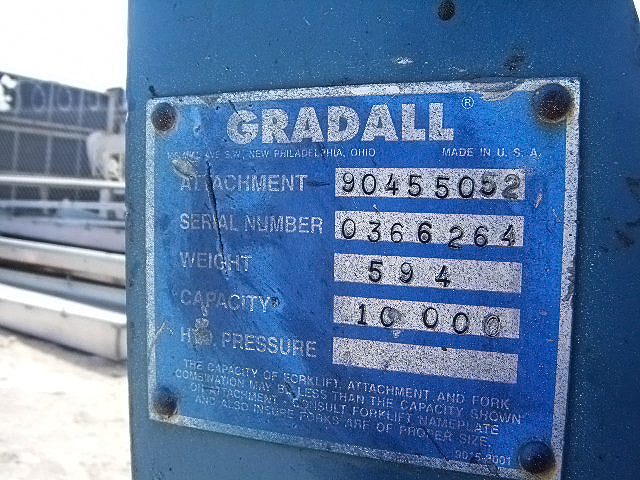 GRADALL®
AVE S.W., NEW PHILADELPHIA, OHIO MADE IN U.S.A.
ATTACHMENT 90455052
SERIAL NUMBER 0366264
WEIGHT 594
CAPACITY 10 000
PRESSURE
THE CAPACITY OF FORKLIFT, ATTACHMENT AND FORK
COMBINATION MAY BE LESS THAN THE CAPACITY SHOWN
ON ATTACHMENT. CONSULT FORKLIFT NAMEPLATE
AND ALSO INSURE FORKS ARE OF PROPER SIZE.